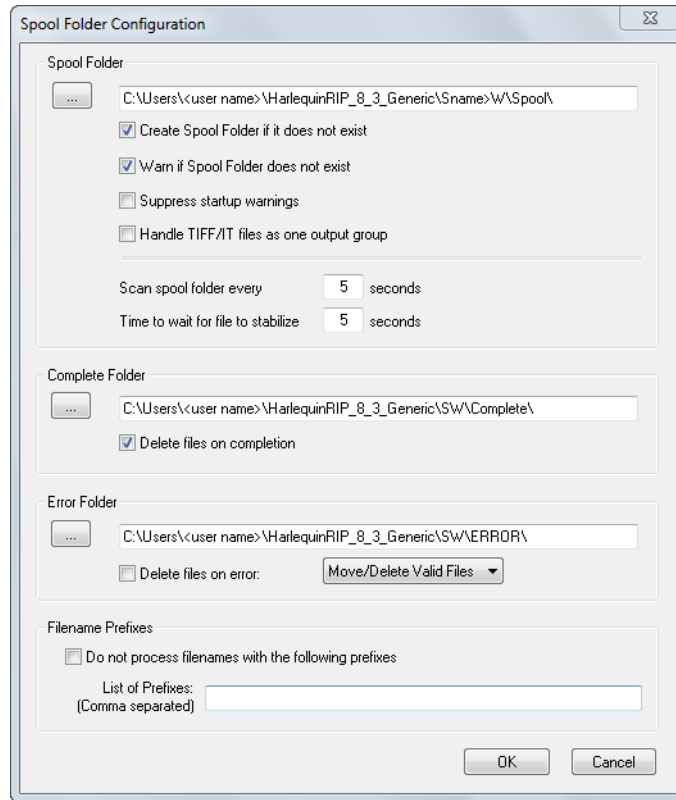 Spool Folder Configuration
Spool Folder
...
C:\Users\<user name>\HarlequinRIP_8_3_Generic\Sname>W\Spool\
Create Spool Folder if it does not exist
Warn if Spool Folder does not exist
Suppress startup warnings
Handle TIFF/IT files as one output group
Scan spool folder every 5 seconds
Time to wait for file to stabilize 5 seconds
Complete Folder
...
C:\Users\<user name>\HarlequinRIP_8_3_Generic\SW\Complete\
Delete files on completion
Error Folder
...
C:\Users\<user name>\HarlequinRIP_8_3_Generic\SW\ERROR\
Delete files on error: Move/Delete Valid Files
Filename Prefixes
Do not process filenames with the following prefixes
List of Prefixes:
(Comma separated)
OK Cancel